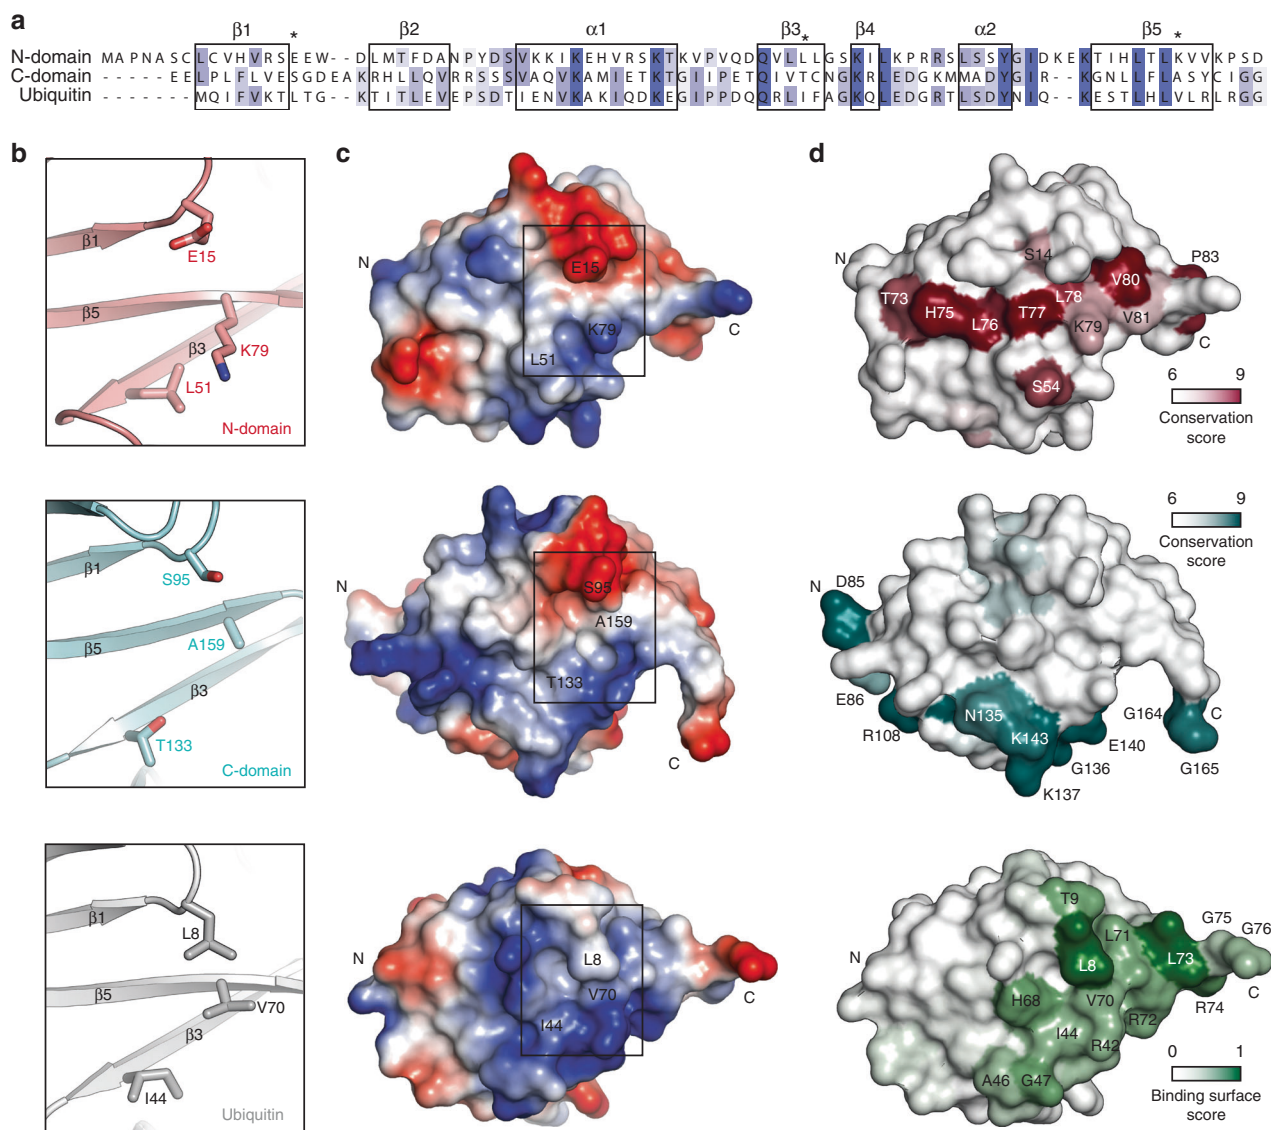 a
β1 * β2 α1 β3 * β4 α2 β5 *
N-domain MAPNASCLCVHVRSEEW--DLMTFDANPYDSVKKIKEHVRSKTKVPVQDQVLLLGSKILKPRRSLSSYGIDKEKTIHLTLKVVKPSD
C-domain -----EELPLFLVESGDEAKRHLLQVRRSSSVAQVKAMIETKTGIIPETQIVTCNGKRLEDGKMMADYGIR--KGNLLFLASYCIGG
Ubiquitin -------MQIFVKTLTGK--TITLEVEPSDTIENVKAKIQDKEGIPPDQQRLIFAGKQLEDGRTLSDYNIQ--KESTLHLVLRLRGG
b
β1
E15
β5
β3
K79
L51
N-domain
c
N
E15
K79
L51
C
d
N
S14
P83
V80
T73
L78
H75
T77
L76
K79
V81
C
S54
6 9
Conservation
score
β1
S95
A159
β5
β3
T133
C-domain
N
S95
A159
T133
C
6 9
Conservation
score
N
D85
E86
R108
N135
K143
G164
C
E140
G136
G165
K137
β1
L8
β5
V70
β3
I44
Ubiquitin
N
L8
V70
I44
C
T9
G75
L71
G76
N
L8
L73
C
H68
V70
R74
R72
I44
R42
A46
G47
0 1
Binding surface
score